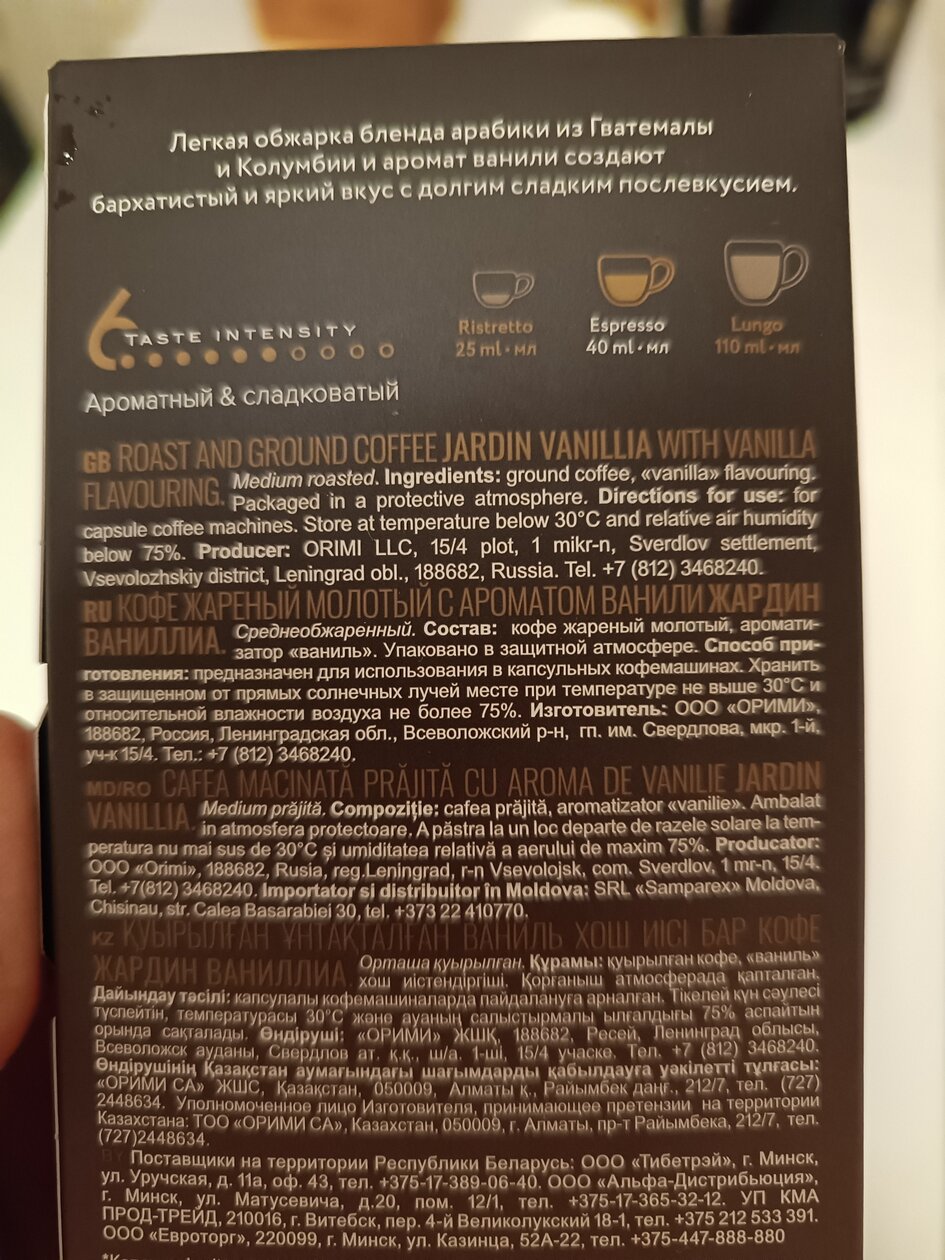 Легкая обжарка бленда арабики из Гватемалы
и Колумбии и аромат ванили создают
бархатистый и яркий вкус с долгим сладким послевкусием.
6 TASTE INTENSITY
Ristretto
25 ml • мл
Espresso
40 ml • мл
Lungo
110 ml • мл
Ароматный & сладковатый
GB ROAST AND GROUND COFFEE JARDIN VANILLIA WITH VANILLA
FLAVOURING. Medium roasted. Ingredients: ground coffee, «vanilla» flavouring.
Packaged in a protective atmosphere. Directions for use: for
capsule coffee machines. Store at temperature below 30°C and relative air humidity
below 75%. Producer: ORIMI LLC, 15/4 plot, 1 mikr-n, Sverdlov settlement,
Vsevolozhskiy district, Leningrad obl., 188682, Russia. Tel. +7 (812) 3468240.
RU КОФЕ ЖАРЕНЫЙ МОЛОТЫЙ С АРОМАТОМ ВАНИЛИ ЖАРДИН
ВАНИЛЛИА. Среднеобжаренный. Состав: кофе жареный молотый, аромати-
затор «ваниль». Упаковано в защитной атмосфере. Способ при-
готовления: предназначен для использования в капсульных кофемашинах. Хранить
в защищенном от прямых солнечных лучей месте при температуре не выше 30°С и
относительной влажности воздуха не более 75%. Изготовитель: ООО «ОРИМИ»,
188682, Россия, Ленинградская обл., Всеволожский р-н, гп. им. Свердлова, мкр. 1-й,
уч-к 15/4. Тел.: +7 (812) 3468240.
MD/RO CAFEA MACINATĂ PRĂJITĂ CU AROMA DE VANILIE JARDIN
VANILLIA. Medium prăjită. Compoziţie: cafea prăjită, aromatizator «vanilie». Ambalat
in atmosfera protectoare. A păstra la un loc departe de razele solare la tem-
peratura nu mai sus de 30°C și umiditatea relativă a aerului de maxim 75%. Producator:
OOO «Orimi», 188682, Rusia, reg.Leningrad, r-n Vsevolojsk, com. Sverdlov, 1 mr-n, 15/4.
Tel. +7(812) 3468240. Importator si distribuitor în Moldova: SRL «Samparex» Moldova,
Chisinau, str. Calea Basarabiei 30, tel. +373 22 410770.
KZ ҚУЫРЫЛҒАН ҰНТАҚТАЛҒАН ВАНИЛЬ ХОШ ИІСІ БАР КОФЕ
ЖАРДИН ВАНИЛЛИА. Орташа қуырылған. Құрамы: қуырылған кофе, «ваниль»
хош иістендіргіші. Қорғаныш атмосферада қапталған.
Дайындау тәсілі: капсулалы кофемашиналарда пайдалануға арналған. Тікелей күн сәулесі
түспейтін, температурасы 30°С және ауаның салыстырмалы ылғалдығы 75% аспайтын
орында сақталады. Өндіруші: «ОРИМИ» ЖШҚ, 188682, Ресей, Ленинград облысы,
Всеволожск ауданы, Свердлов ат. қ.к., ш/а. 1-ші, 15/4 учаске. Тел. +7 (812) 3468240.
Өндірушінің Қазақстан аумағындағы шағымдарды қабылдауға уәкілетті тұлғасы:
«ОРИМИ СА» ЖШС, Қазақстан, 050009, Алматы қ., Райымбек даңғ., 212/7, тел. (727)
2448634. Уполномоченное лицо Изготовителя, принимающее претензии на территории
Казахстана: ТОО «ОРИМИ СА», Казахстан, 050009, г. Алматы, пр-т Райымбека, 212/7, тел.
(727)2448634.
BY Поставщики на территории Республики Беларусь: ООО «Тибетрэй», г. Минск,
ул. Уручская, д. 11а, оф. 43, тел. +375-17-389-06-40. ООО «Альфа-Дистрибьюция»,
г. Минск, ул. Матусевича, д.20, пом. 12/1, тел. +375-17-365-32-12. УП КМА
ПРОД-ТРЕЙД, 210016, г. Витебск, пер. 4-й Великолукский 18-1, тел. +375 212 533 391.
ООО «Евроторг», 220099, г. Минск, ул. Казинца, 52А-22, тел. +375-447-888-880